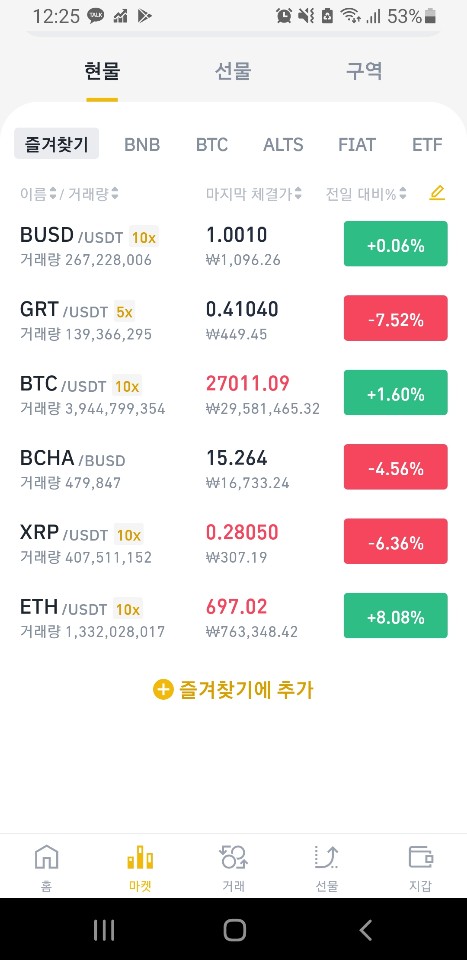 12:25 TALK 53%
현물 선물 구역
즐겨찾기 BNB BTC ALTS FIAT ETF
이름 / 거래량 마지막 체결가 전일 대비%
BUSD /USDT 10x 1.0010 +0.06%
거래량 267,228,006 ₩1,096.26
GRT /USDT 5x 0.41040 -7.52%
거래량 139,366,295 ₩449.45
BTC /USDT 10x 27011.09 +1.60%
거래량 3,944,799,354 ₩29,581,465.32
BCHA /BUSD 15.264 -4.56%
거래량 479,847 ₩16,733.24
XRP /USDT 10x 0.28050 -6.36%
거래량 407,511,152 ₩307.19
ETH /USDT 10x 697.02 +8.08%
거래량 1,332,028,017 ₩763,348.42
즐겨찾기에 추가
홈 마켓 거래 선물 지갑